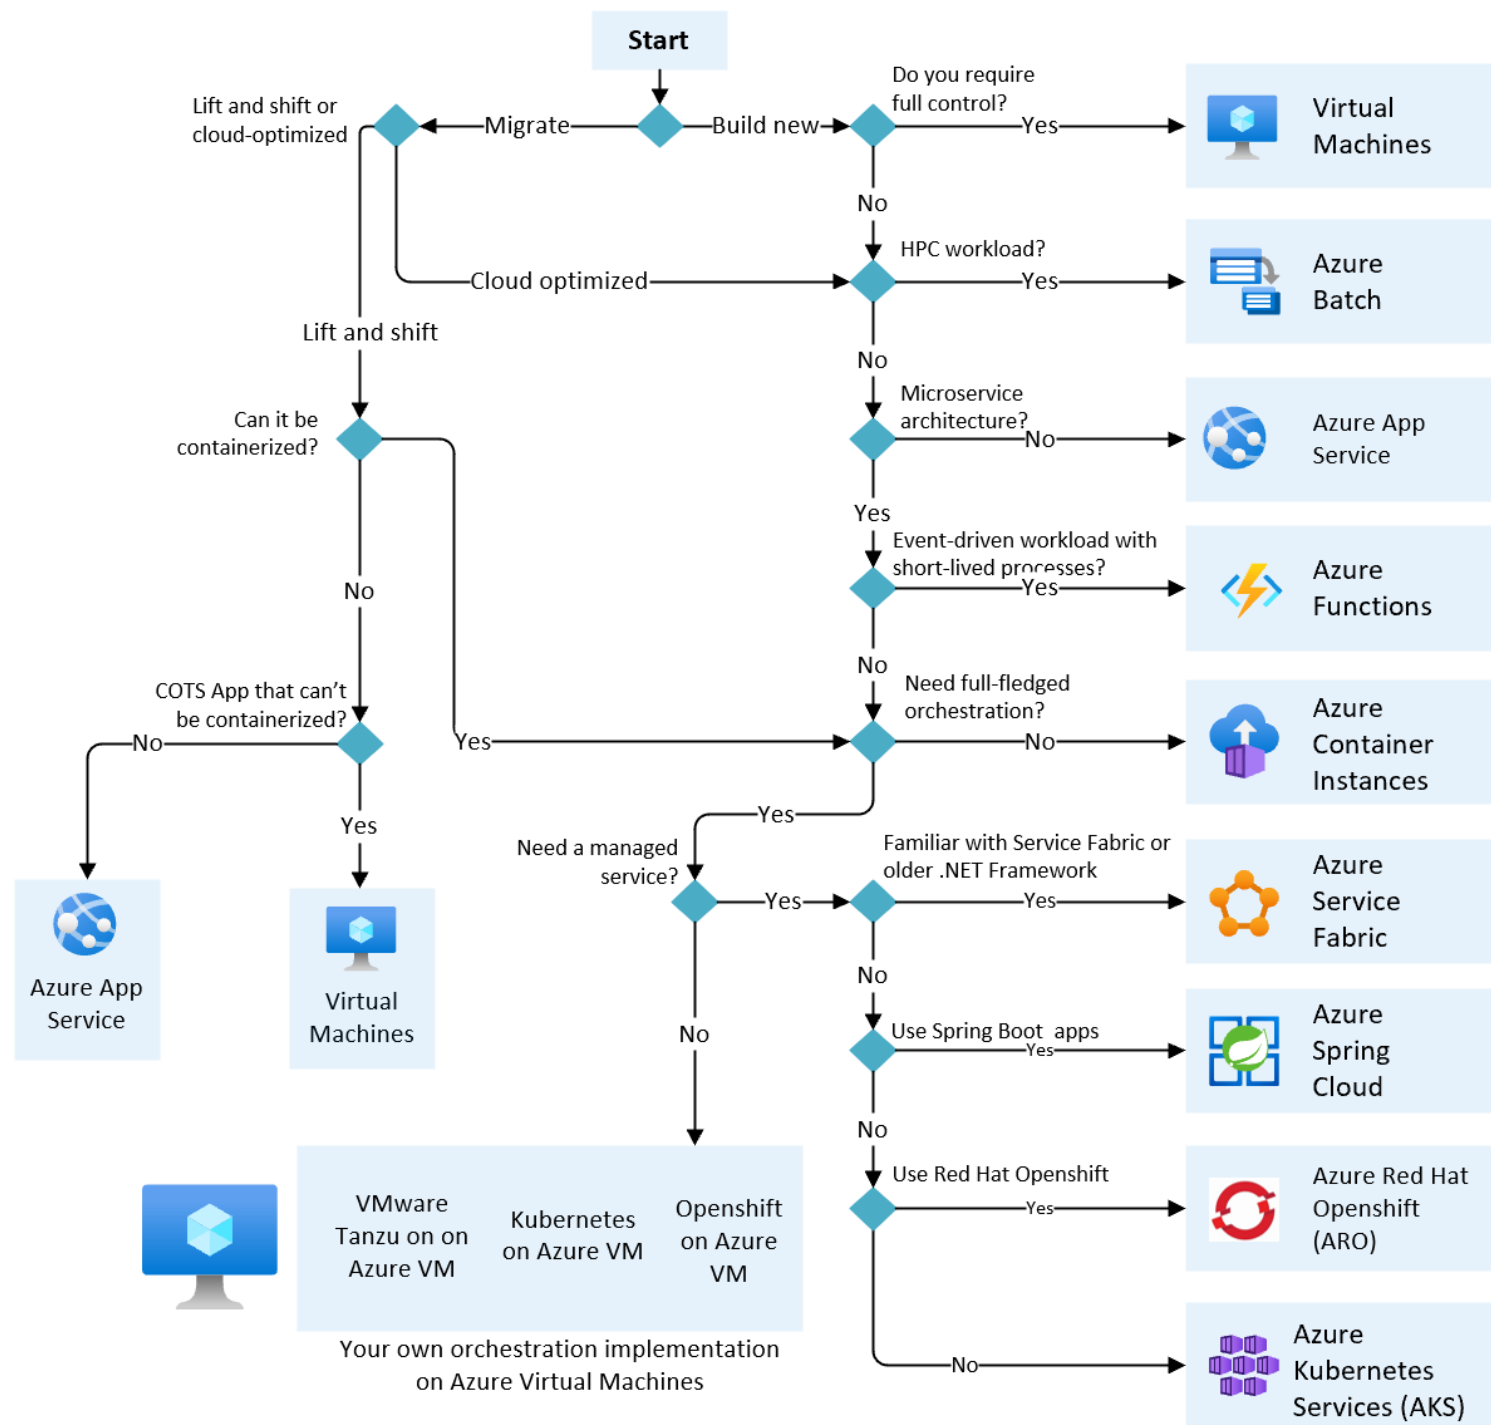 Start
Lift and shift or
cloud-optimized
Migrate
Build new
Do you require
full control?
Yes
Virtual
Machines
No
HPC workload?
Cloud optimized
Yes
Azure
Batch
Lift and shift
No
Microservice
architecture?
No
Azure App
Service
Can it be
containerized?
Yes
Event-driven workload with
short-lived processes?
Yes
Azure
Functions
No
No
Need full-fledged
orchestration?
COTS App that can't
be containerized?
No
Yes
No
Azure
Container
Instances
Yes
Yes
Need a managed
service?
Yes
Familiar with Service Fabric or
older .NET Framework
Yes
Azure
Service
Fabric
Azure App
Service
Virtual
Machines
No
No
Use Spring Boot  apps
Yes
Azure
Spring
Cloud
No
Use Red Hat Openshift
Yes
Azure Red Hat
Openshift
(ARO)
VMware
Tanzu on on
Azure VM
Kubernetes
on Azure VM
Openshift
on Azure
VM
Your own orchestration implementation
on Azure Virtual Machines
No
Azure
Kubernetes
Services (AKS)